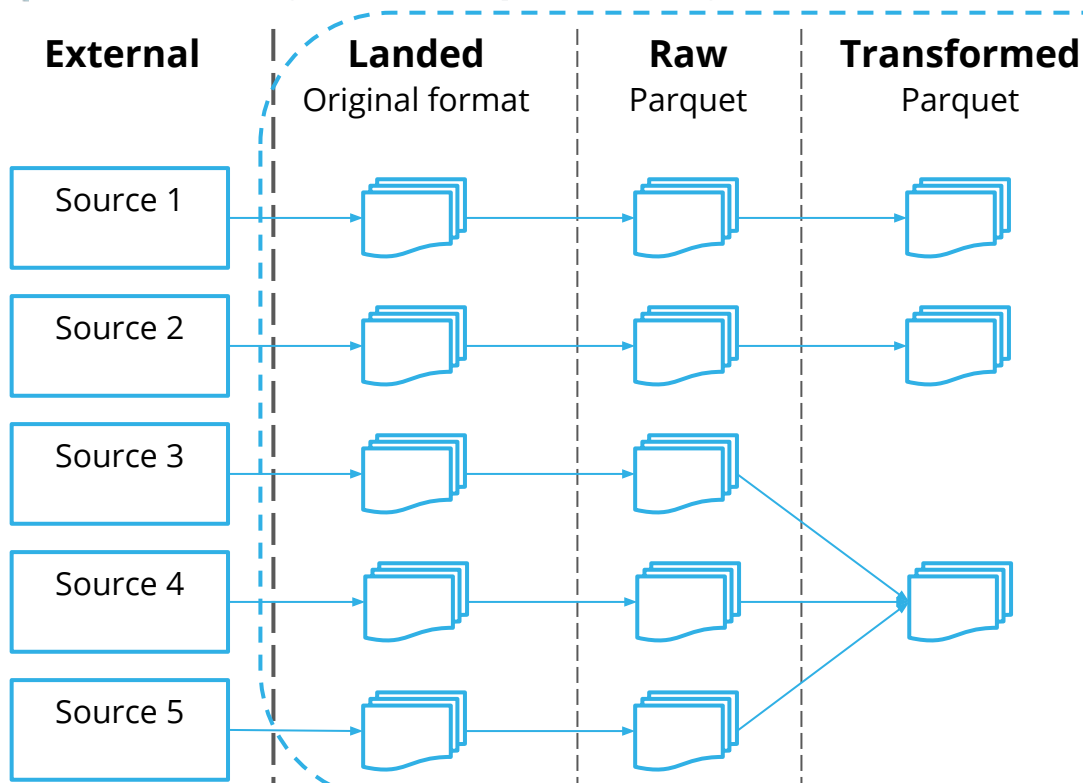 External
Landed
Raw
Transformed
Original format
Parquet
Parquet
Source 1
Source 2
Source 3
Source 4
Source 5